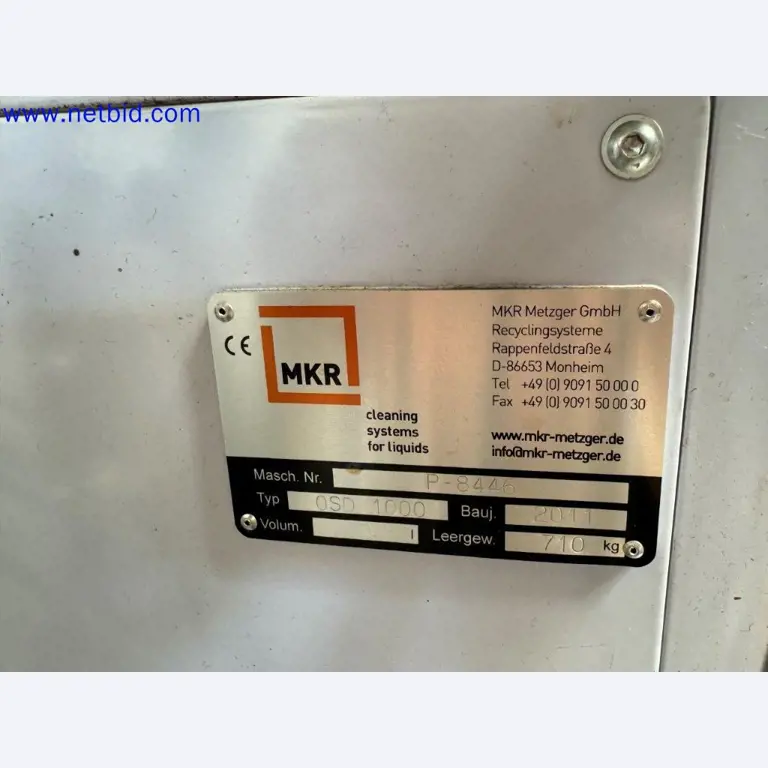 www.netbid.com
CE
MKR
cleaning
systems
for liquids
MKR Metzger GmbH
Recyclingsysteme
Rappenfeldstraße 4
D-86653 Monheim
Tel +49 (0) 9091 50 00 0
Fax +49 (0) 9091 50 00 30
www.mkr-metzger.de
info@mkr-metzger.de
Masch. Nr. P-8446
Typ OSD 1000 Bauj. 2011
Volum. l Leergew. 710 kg